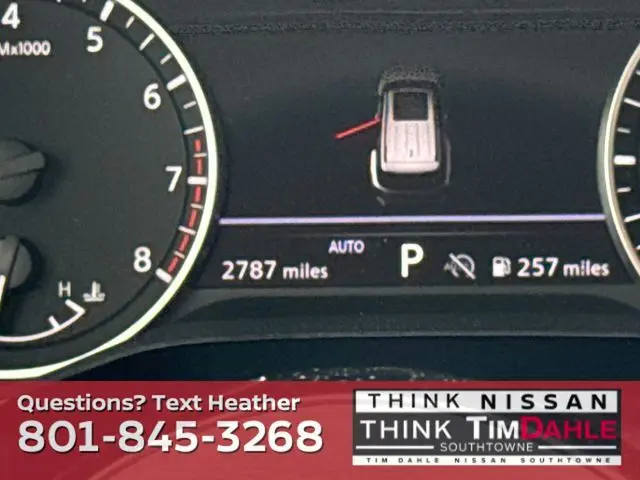 4
Mx1000
5
6
7
8
H
AUTO
2787 miles
P
257 miles
Questions? Text Heather
801-845-3268
THINK NISSAN
THINK TIMDAHLE
SOUTHTOWNE
TIM DAHLE NISSAN SOUTHTOWNE